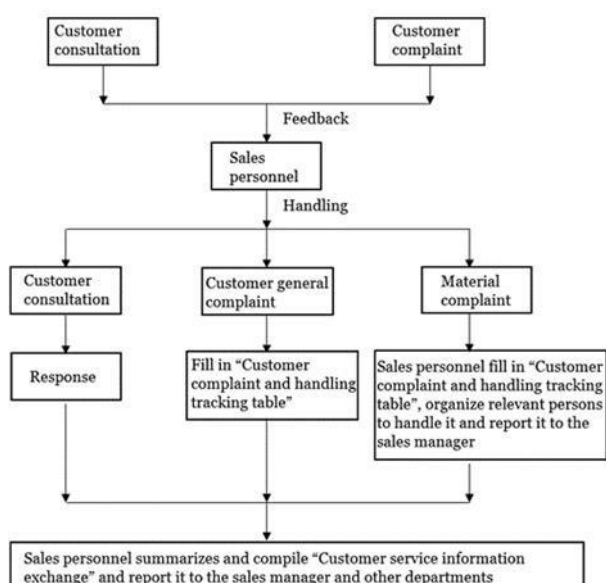 Customer
consultation
Customer
complaint
Feedback
Sales
personnel
Handling
Customer
consultation
Customer general
complaint
Material
complaint
Response
Fill in “Customer
complaint and handling
tracking table”
Sales personnel fill in “Customer
complaint and handling tracking
table”, organize relevant persons
to handle it and report it to the
sales manager
Sales personnel summarizes and compile “Customer service information
exchange” and report it to the sales manager and other departments